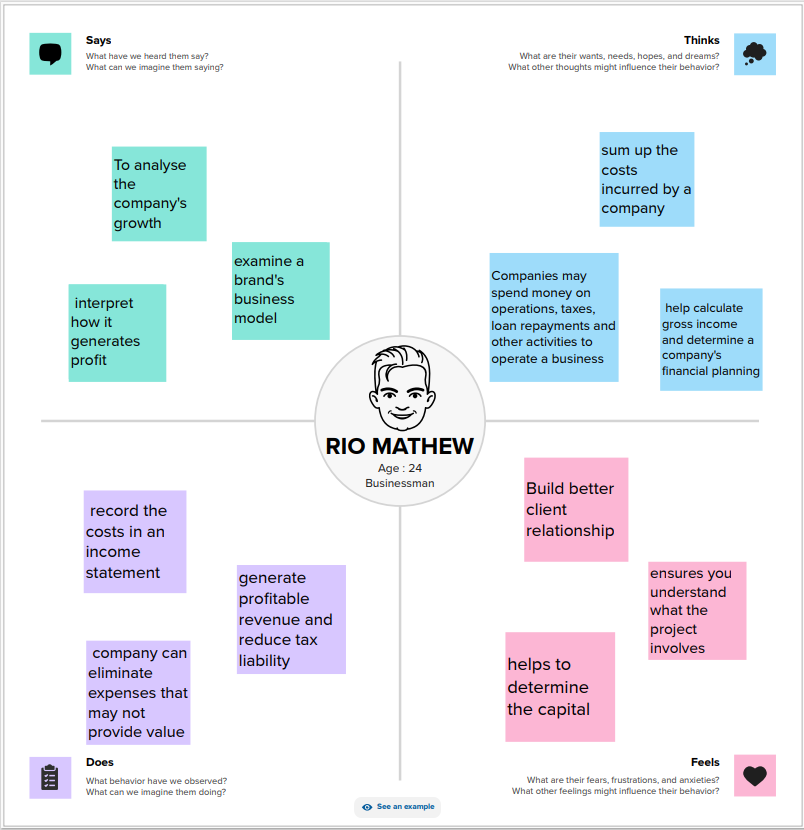 Says
What have we heard them say?
What can we imagine them saying?
Thinks
What are their wants, needs, hopes, and dreams?
What other thoughts might influence their behavior?
To analyse
the
company's
growth
examine a
brand's
business
model
interpret
how it
generates
profit
sum up the
costs
incurred by a
company
Companies may
spend money on
operations, taxes,
loan repayments and
other activities to
operate a business
help calculate
gross income
and determine a
company's
financial planning
RIO MATHEW
Age : 24
Businessman
record the
costs in an
income
statement
generate
profitable
revenue and
reduce tax
liability
company can
eliminate
expenses that
may not
provide value
Build better
client
relationship
ensures you
understand
what the
project
involves
helps to
determine
the capital
Does
What behavior have we observed?
What can we imagine them doing?
Feels
What are their fears, frustrations, and anxieties?
What other feelings might influence their behavior?
See an example